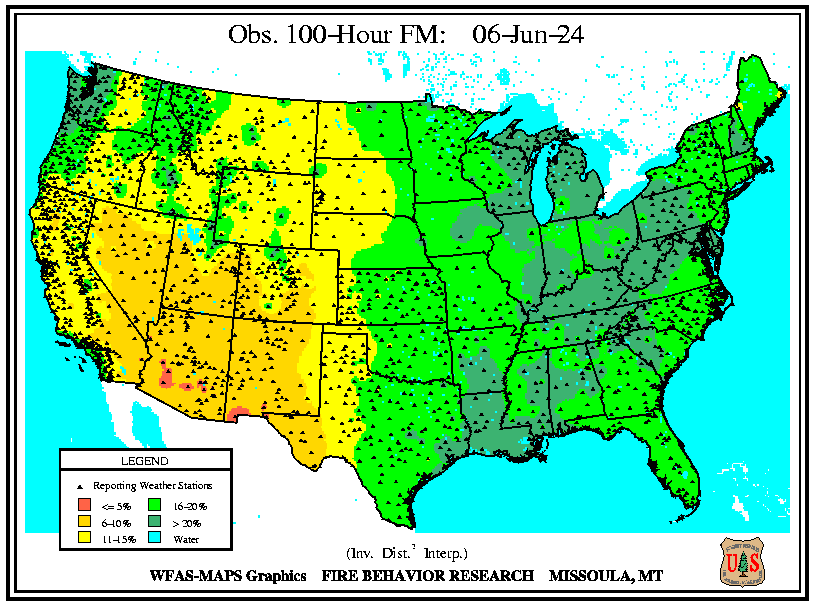 Obs. 100-Hour FM: 06-Jun-24
LEGEND
Reporting Weather Stations
<= 5% 16-20%
6-10% > 20%
11-15% Water
(Inv. Dist.² Interp.)
WFAS-MAPS Graphics FIRE BEHAVIOR RESEARCH MISSOULA, MT
US